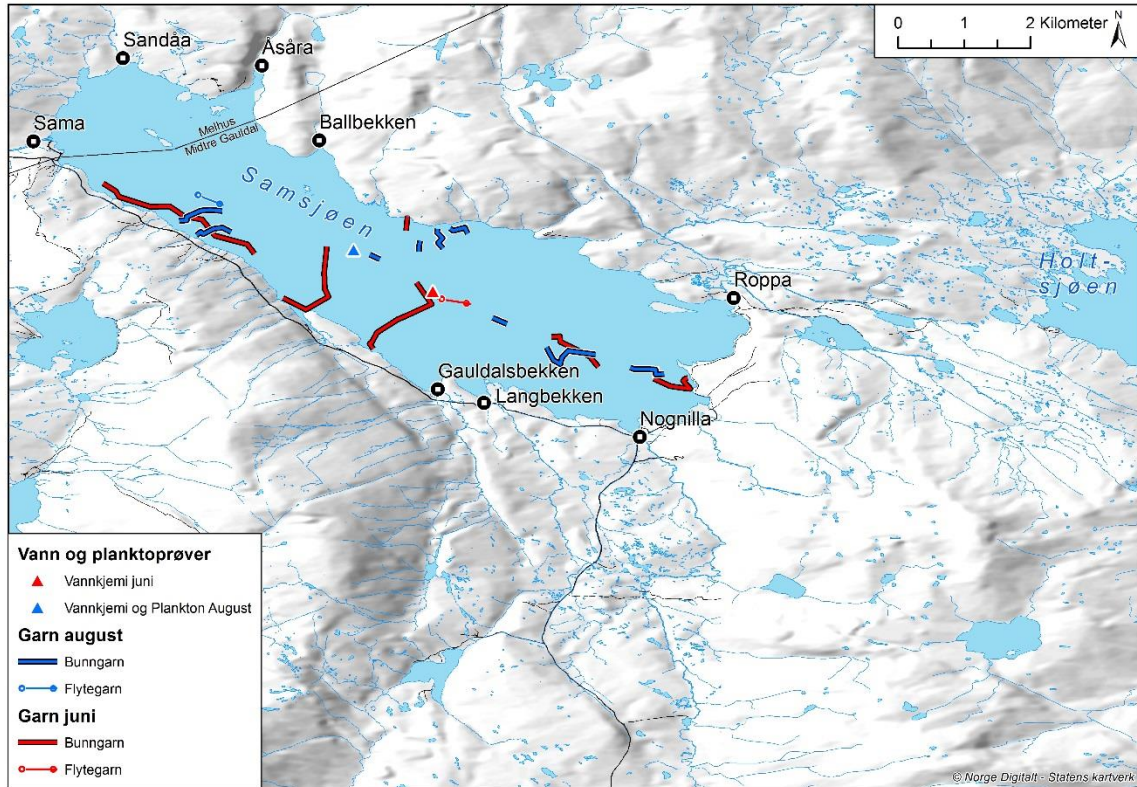 0 1 2 Kilometer
N
Sandåa
Åsåra
Sama
Melhus
Midtre Gauldal
Ballbekken
Samsjøen
Holt-
sjøen
Roppa
Gauldalsbekken
Langbekken
Nognilla
Vann og planktoprøver
Vannkjemi juni
Vannkjemi og Plankton August
Garn august
Bunngarn
Flytegarn
Garn juni
Bunngarn
Flytegarn
© Norge Digitalt - Statens kartverk